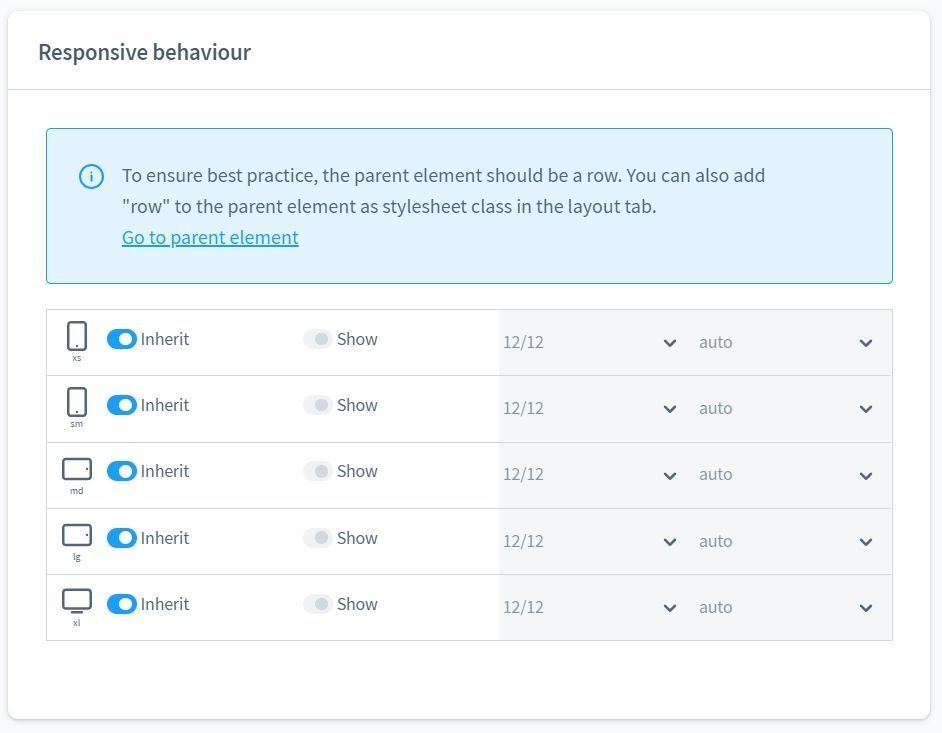 Responsive behaviour
To ensure best practice, the parent element should be a row. You can also add
"row" to the parent element as stylesheet class in the layout tab.
Go to parent element
xs Inherit Show 12/12 auto
sm Inherit Show 12/12 auto
md Inherit Show 12/12 auto
lg Inherit Show 12/12 auto
xl Inherit Show 12/12 auto